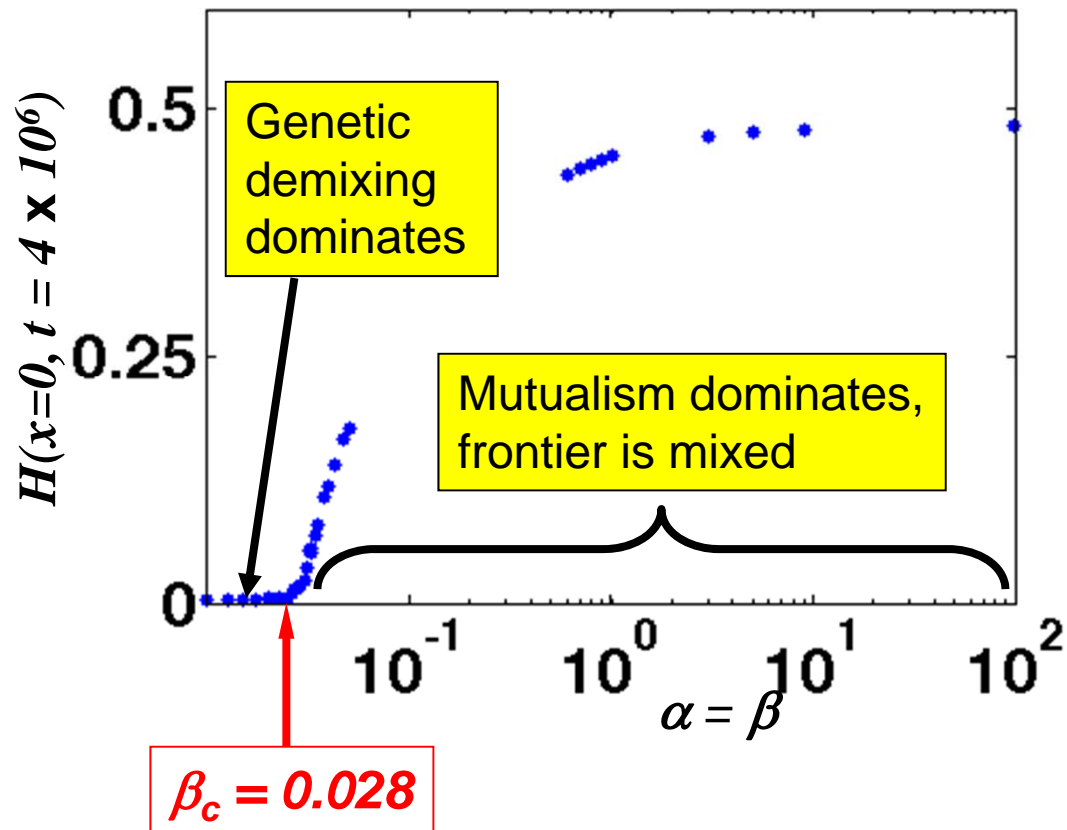 H(x=0, t = 4 x 10⁶)
0.5
0.25
0
Genetic
demixing
dominates
Mutualism dominates,
frontier is mixed
10⁻¹
10⁰
10¹
10²
α = β
β_c = 0.028